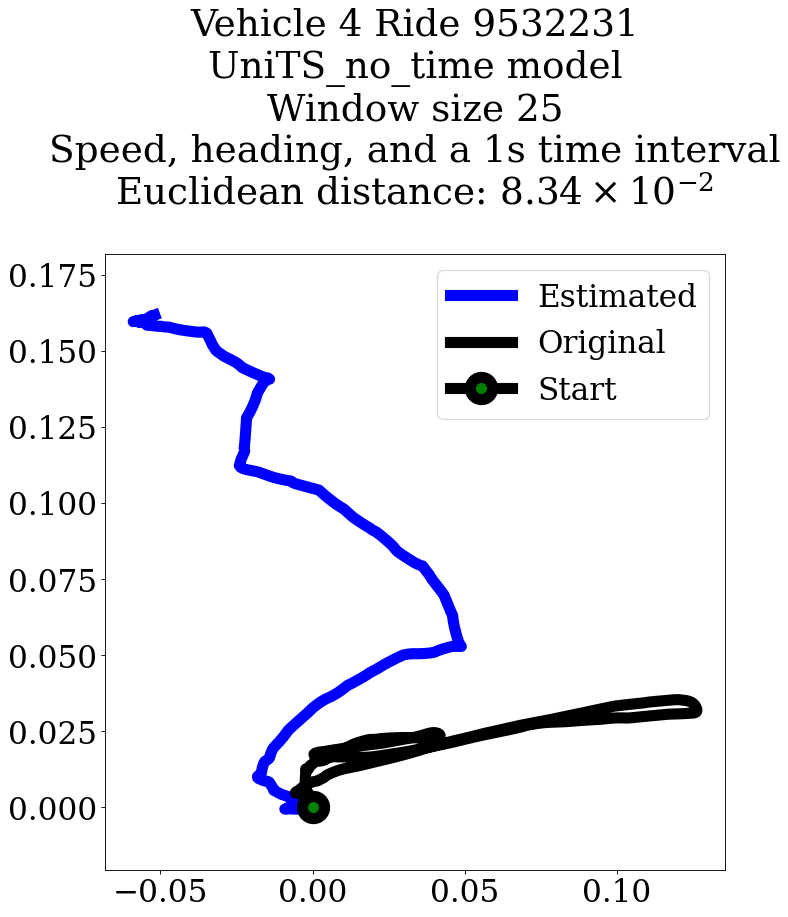 Vehicle 4 Ride 9532231
UniTS_no_time model
Window size 25
Speed, heading, and a 1s time interval
Euclidean distance: 8.34 × 10⁻²
0.175
0.150
0.125
0.100
0.075
0.050
0.025
0.000
Estimated
Original
Start
−0.05 0.00 0.05 0.10